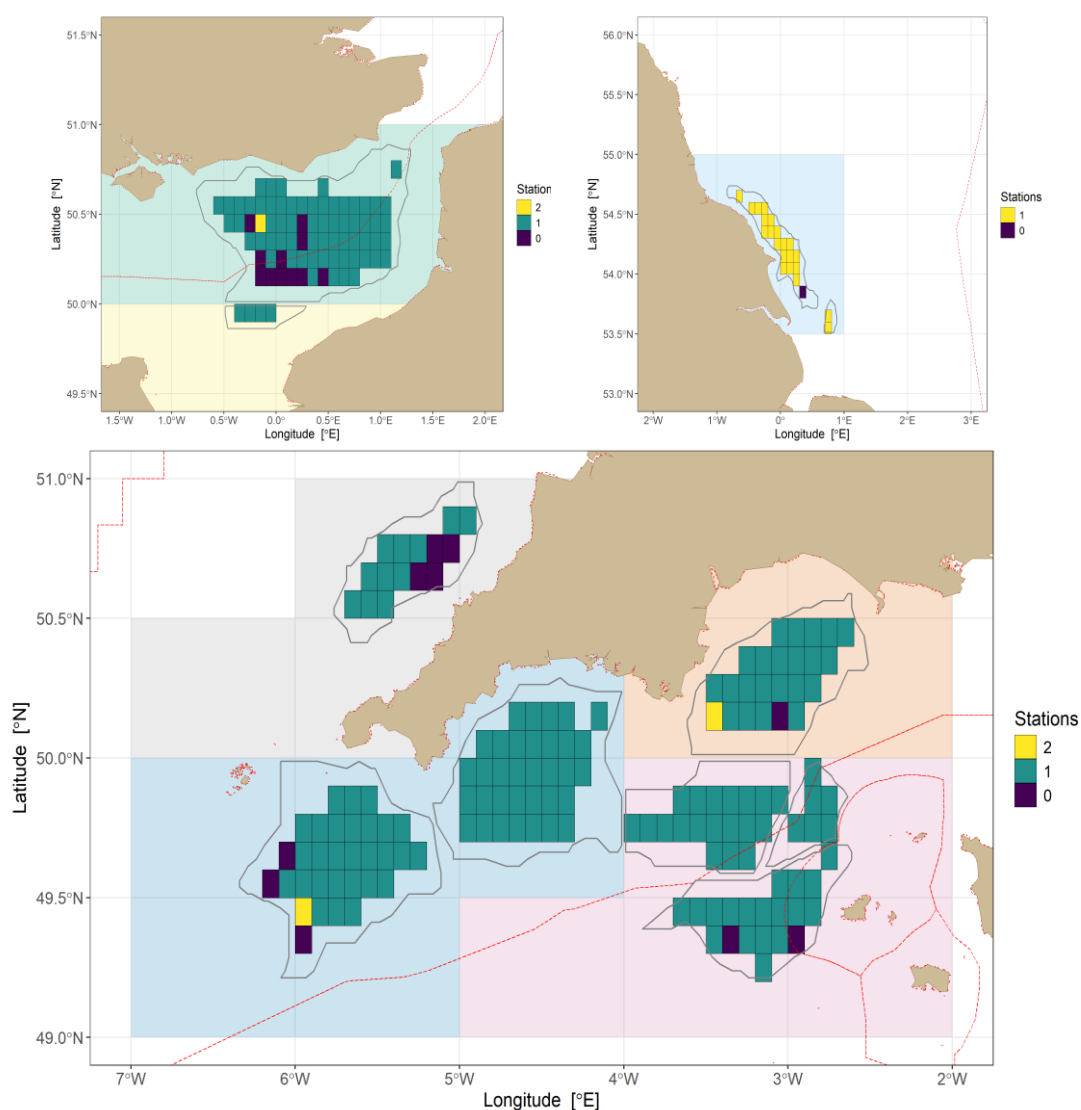 51.5°N
51.0°N
50.5°N
50.0°N
49.5°N
Latitude [°N]
1.5°W 1.0°W 0.5°W 0.0° 0.5°E 1.0°E 1.5°E 2.0°E
Longitude [°E]
Station
2
1
0
56.0°N
55.5°N
55.0°N
54.5°N
54.0°N
53.5°N
53.0°N
Latitude [°N]
2°W 1°W 0° 1°E 2°E 3°E
Longitude [°E]
Stations
1
0
51.0°N
50.5°N
50.0°N
49.5°N
49.0°N
Latitude [°N]
7°W 6°W 5°W 4°W 3°W 2°W
Longitude [°E]
Stations
2
1
0